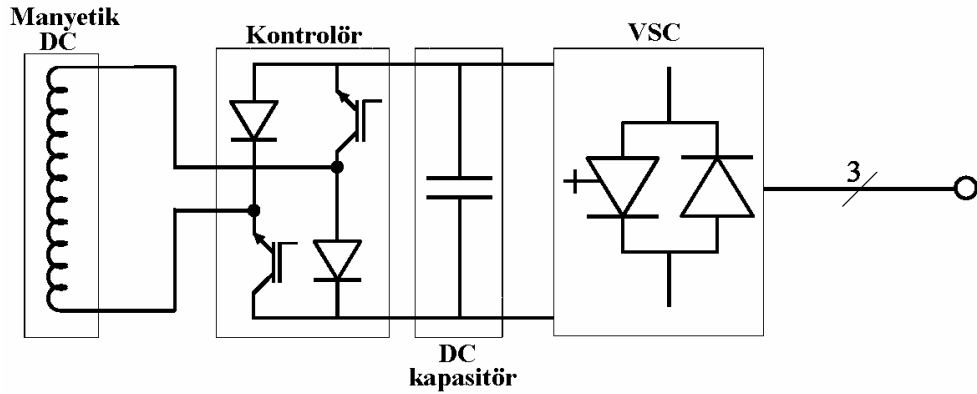 Manyetik
DC
Kontrolör
VSC
3
DC
kapasitör